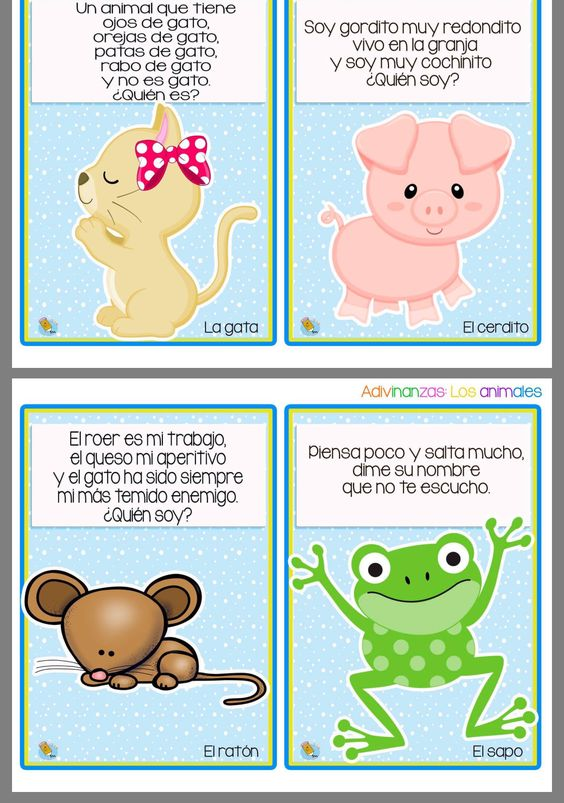 Un animal que tiene
ojos de gato,
orejas de gato,
patas de gato,
rabo de gato
y no es gato.
¿Quién es?
La gata
Soy gordito muy redondito
vivo en la granja
y soy muy cochinito
¿Quién soy?
El cerdito
Adivinanzas: Los animales
El roer es mi trabajo,
el queso mi aperitivo
y el gato ha sido siempre
mi más temido enemigo.
¿Quién soy?
El ratón
Piensa poco y salta mucho,
dime su nombre
que no te escucho.
El sapo